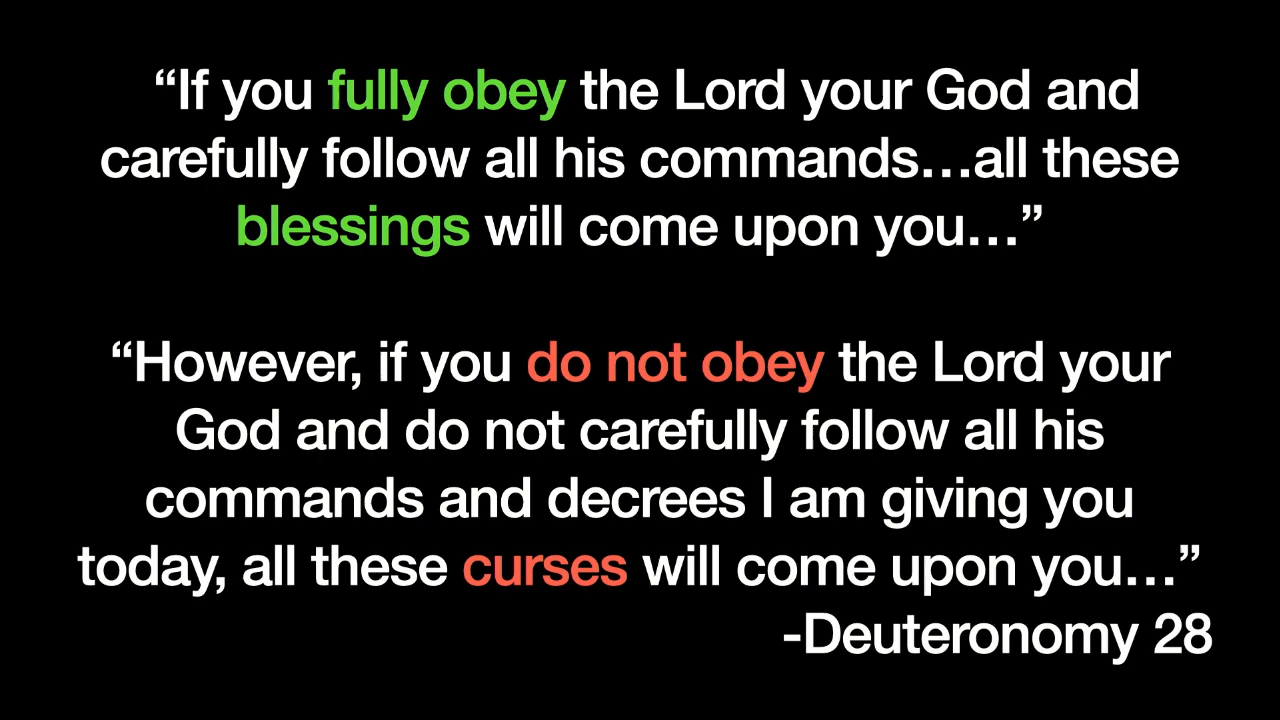 “If you fully obey the Lord your God and
carefully follow all his commands…all these
blessings will come upon you…”
“However, if you do not obey the Lord your
God and do not carefully follow all his
commands and decrees I am giving you
today, all these curses will come upon you…”
-Deuteronomy 28